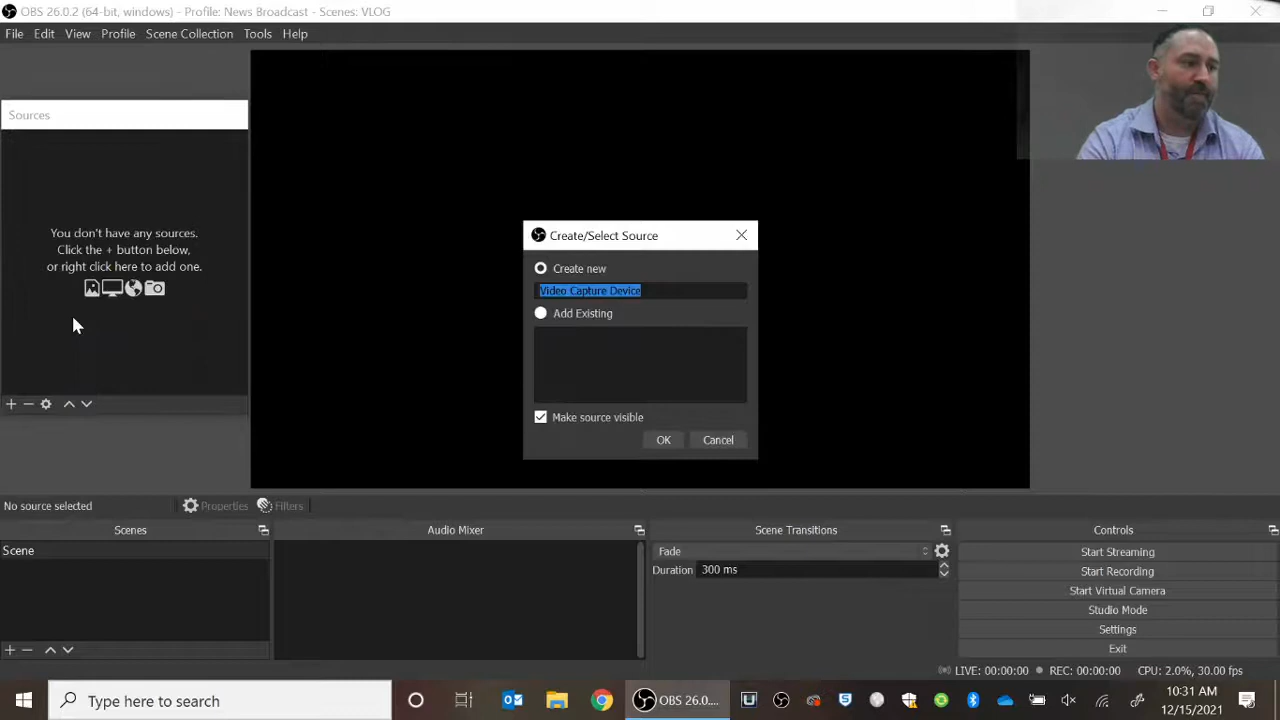 OBS 26.0.2 (64-bit, windows) - Profile: News Broadcast - Scenes: VLOG
File Edit View Profile Scene Collection Tools Help
Sources
You don't have any sources.
Click the + button below,
or right click here to add one.
Create/Select Source
Create new
Video Capture Device
Add Existing
Make source visible
OK Cancel
No source selected Properties Filters
Scenes Audio Mixer Scene Transitions Controls
Scene
Fade
Duration 300 ms
Start Streaming
Start Recording
Start Virtual Camera
Studio Mode
Settings
Exit
LIVE: 00:00:00 REC: 00:00:00 CPU: 2.0%, 30.00 fps
Type here to search
OBS 26.0....
10:31 AM
12/15/2021